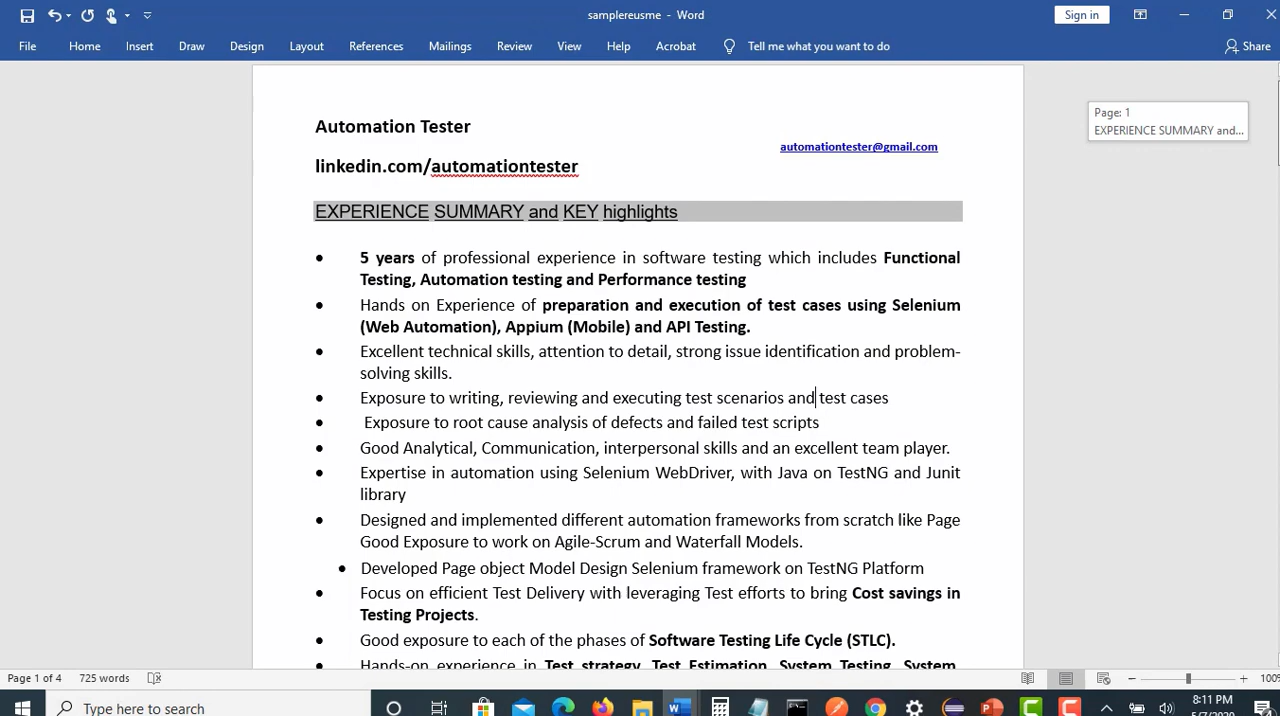 samplereusme - Word
Sign in
File Home Insert Draw Design Layout References Mailings Review View Help Acrobat Tell me what you want to do Share
Page: 1
EXPERIENCE SUMMARY and...
Automation Tester
automationtester@gmail.com
linkedin.com/automationtester
EXPERIENCE SUMMARY and KEY highlights
• 5 years of professional experience in software testing which includes Functional
Testing, Automation testing and Performance testing
• Hands on Experience of preparation and execution of test cases using Selenium
(Web Automation), Appium (Mobile) and API Testing.
• Excellent technical skills, attention to detail, strong issue identification and problem-
solving skills.
• Exposure to writing, reviewing and executing test scenarios and test cases
• Exposure to root cause analysis of defects and failed test scripts
• Good Analytical, Communication, interpersonal skills and an excellent team player.
• Expertise in automation using Selenium WebDriver, with Java on TestNG and Junit
library
• Designed and implemented different automation frameworks from scratch like Page
Good Exposure to work on Agile-Scrum and Waterfall Models.
• Developed Page object Model Design Selenium framework on TestNG Platform
• Focus on efficient Test Delivery with leveraging Test efforts to bring Cost savings in
Testing Projects.
• Good exposure to each of the phases of Software Testing Life Cycle (STLC).
• Hands-on experience in Test strategy, Test Estimation, System Testing, System
Page 1 of 4 725 words 100%
Type here to search
8:11 PM